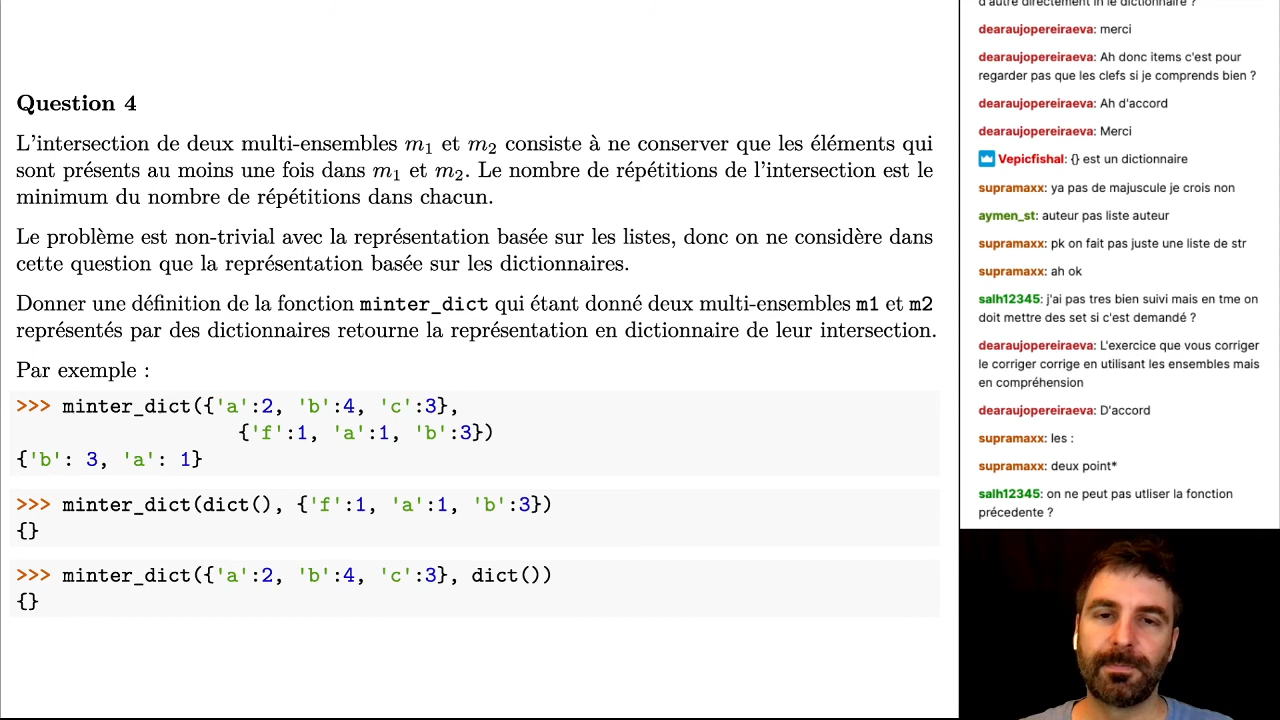 Question 4
L'intersection de deux multi-ensembles m1 et m2 consiste à ne conserver que les éléments qui
sont présents au moins une fois dans m1 et m2. Le nombre de répétitions de l'intersection est le
minimum du nombre de répétitions dans chacun.
Le problème est non-trivial avec la représentation basée sur les listes, donc on ne considère dans
cette question que la représentation basée sur les dictionnaires.
Donner une définition de la fonction minter_dict qui étant donné deux multi-ensembles m1 et m2
représentés par des dictionnaires retourne la représentation en dictionnaire de leur intersection.
Par exemple :
>>> minter_dict({'a':2, 'b':4, 'c':3},
{'f':1, 'a':1, 'b':3})
{'b': 3, 'a': 1}
>>> minter_dict(dict(), {'f':1, 'a':1, 'b':3})
{}
>>> minter_dict({'a':2, 'b':4, 'c':3}, dict())
{}
d'autre directement in le dictionnaire ?
dearaujopereiraeva: merci
dearaujopereiraeva: Ah donc items c'est pour
regarder pas que les clefs si je comprends bien ?
dearaujopereiraeva: Ah d'accord
dearaujopereiraeva: Merci
Vepicfishal: {} est un dictionnaire
supramaxx: ya pas de majuscule je crois non
aymen_st: auteur pas liste auteur
supramaxx: pk on fait pas juste une liste de str
supramaxx: ah ok
salh12345: j'ai pas tres bien suivi mais en tme on
doit mettre des set si c'est demandé ?
dearaujopereiraeva: L'exercice que vous corriger
le corriger corrige en utilisant les ensembles mais
en compréhension
dearaujopereiraeva: D'accord
supramaxx: les :
supramaxx: deux point*
salh12345: on ne peut pas utliser la fonction
précedente ?